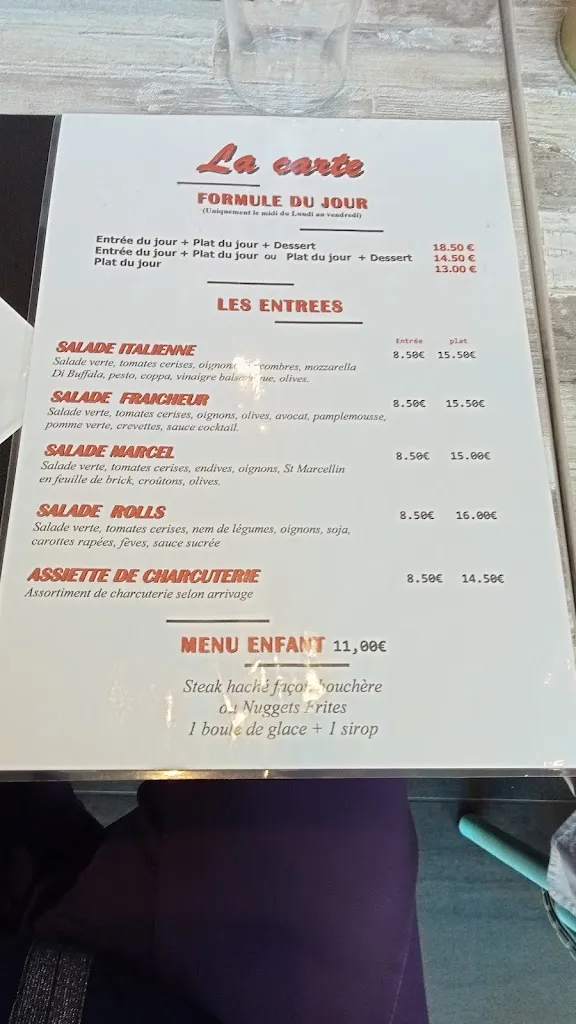 La carte
FORMULE DU JOUR
(Uniquement le midi du Lundi au vendredi)
Entrée du jour + Plat du jour + Dessert 18.50 €
Entrée du jour + Plat du jour ou Plat du jour + Dessert 14.50 €
Plat du jour 13.00 €
LES ENTREES
Entrée plat
SALADE ITALIENNE 8.50€ 15.50€
Salade verte, tomates cerises, oignons, mozzarella
Di Buffala, pesto, coppa, vinaigre olives.
SALADE FRAICHEUR 8.50€ 15.50€
Salade verte, tomates cerises, oignons, olives, avocat, pamplemousse,
pomme verte, crevettes, sauce cocktail.
SALADE MARCEL 8.50€ 15.00€
Salade verte, tomates cerises, endives, oignons, St Marcellin
en feuille de brick, croûtons, olives.
SALADE ROLLS 8.50€ 16.00€
Salade verte, tomates cerises, nem de légumes, oignons, soja,
carottes rapées, fèves, sauce sucrée
ASSIETTE DE CHARCUTERIE 8.50€ 14.50€
Assortiment de charcuterie selon arrivage
MENU ENFANT 11,00€
Steak haché façon bouchère
ou Nuggets Frites
1 boule de glace + 1 sirop